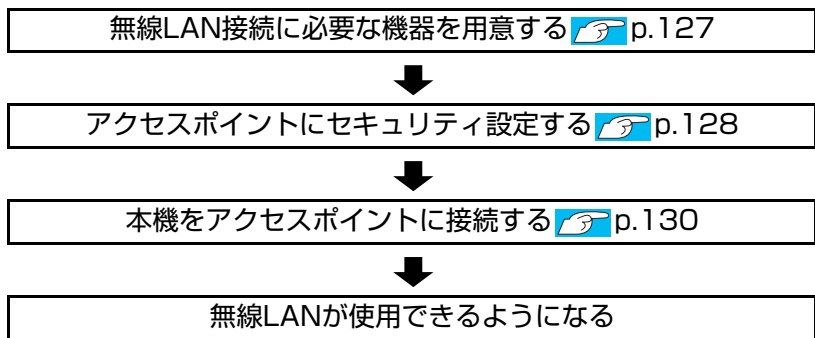 無線LAN接続に必要な機器を用意する p.127
アクセスポイントにセキュリティ設定する p.128
本機をアクセスポイントに接続する p.130
無線LANが使用できるようになる